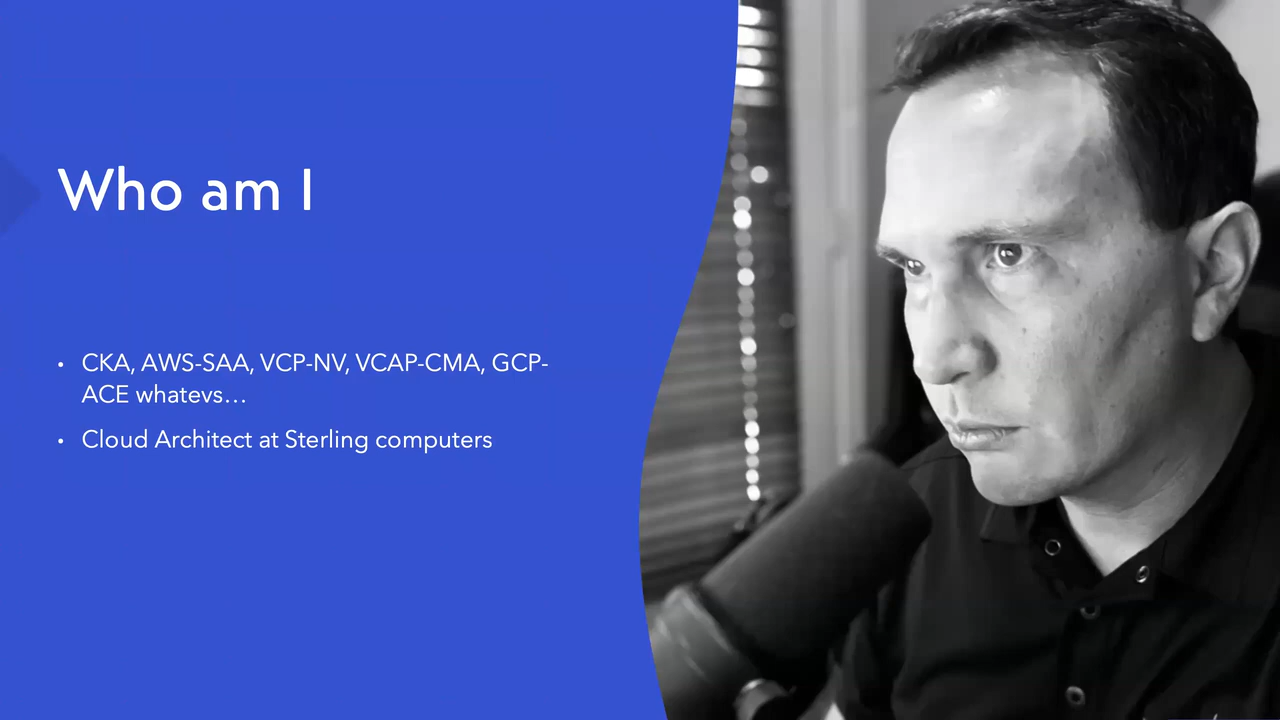 Who am I
• CKA, AWS-SAA, VCP-NV, VCAP-CMA, GCP-
ACE whatevs…
• Cloud Architect at Sterling computers